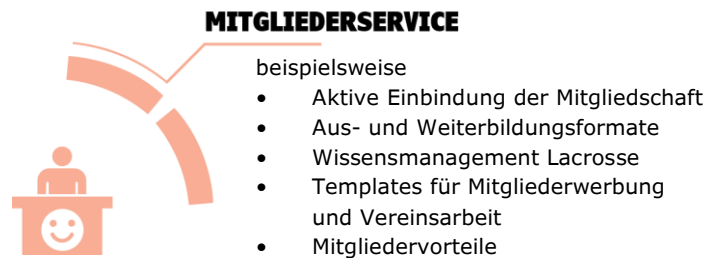 MITGLIEDERSERVICE
beispielsweise
• Aktive Einbindung der Mitgliedschaft
• Aus- und Weiterbildungsformate
• Wissensmanagement Lacrosse
• Templates für Mitgliederwerbung
und Vereinsarbeit
• Mitgliedervorteile